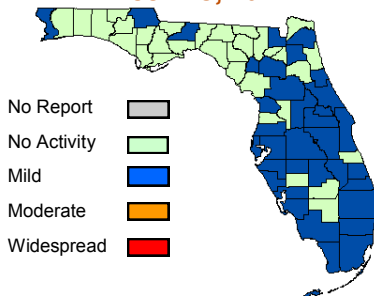 No Report
No Activity
Mild
Moderate
Widespread